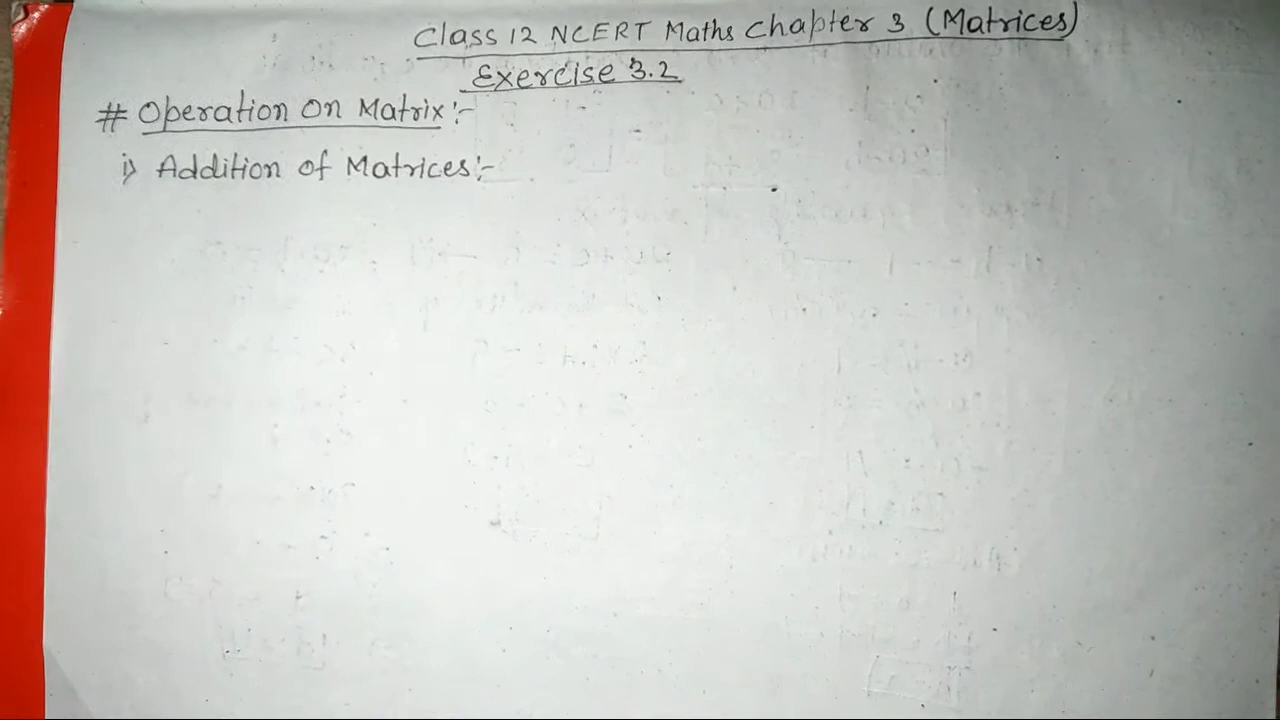 Class 12 NCERT Maths Chapter 3 (Matrices)
Exercise 3.2
# Operation on Matrix:-
i) Addition of Matrices:-